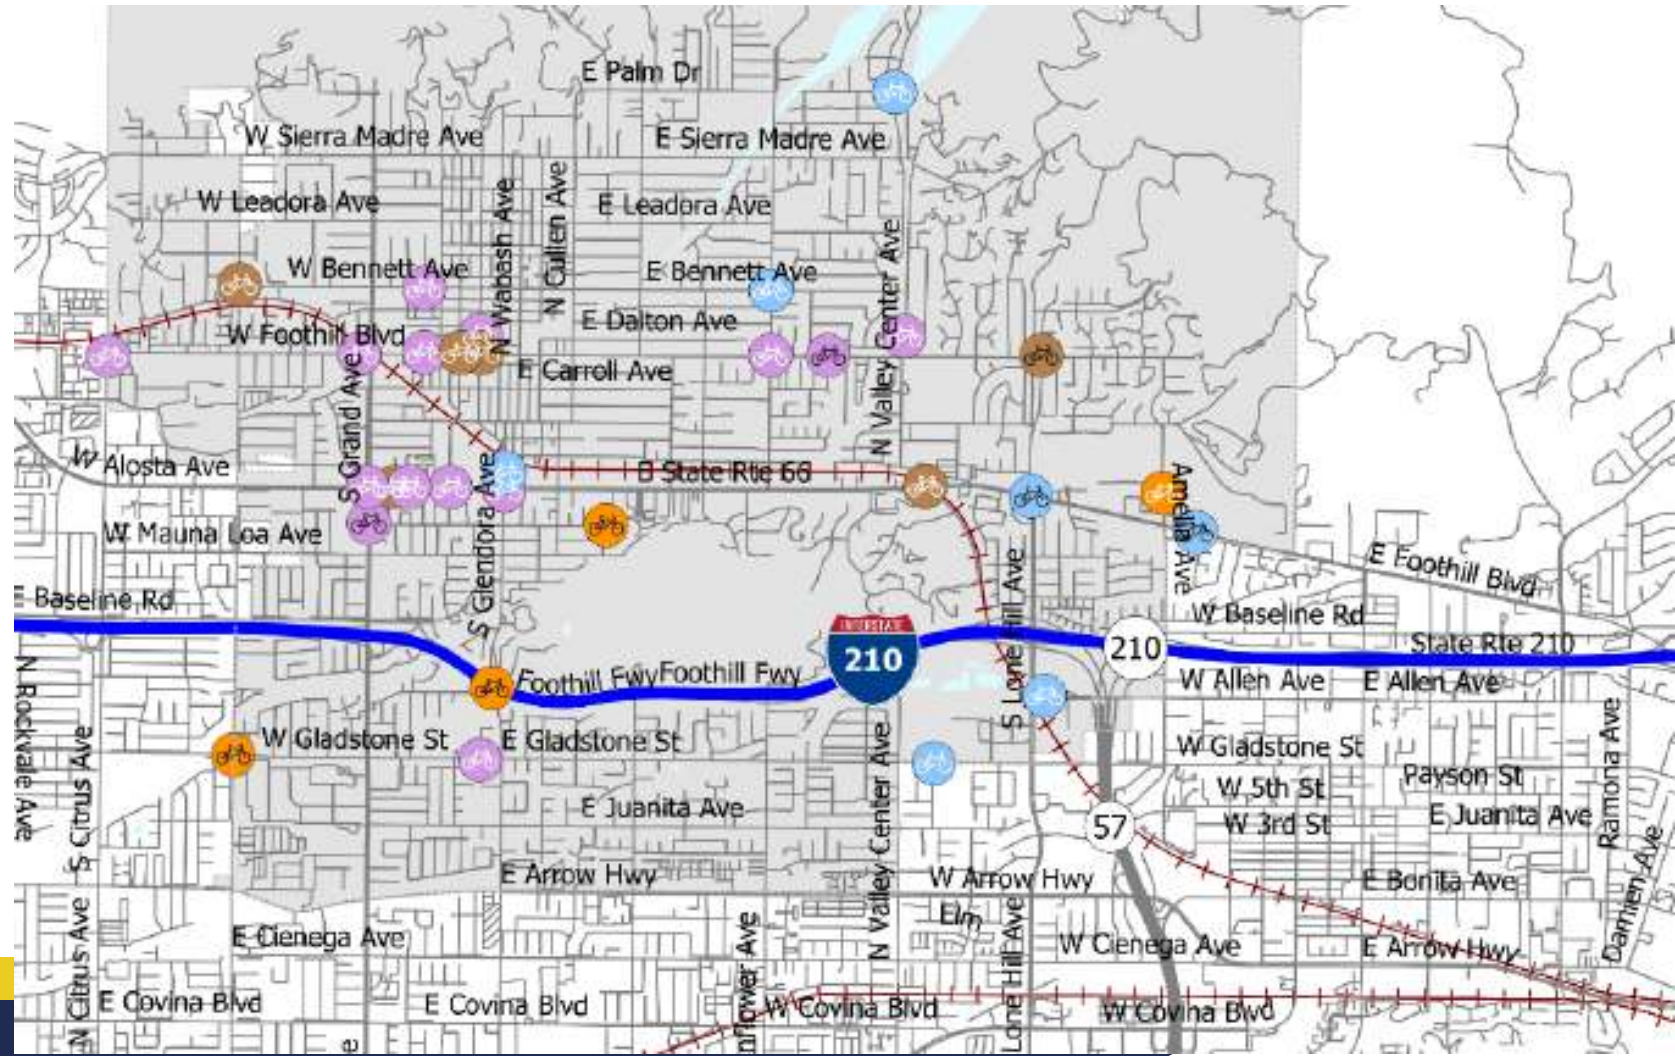 E Palm Dr
W Sierra Madre Ave
E Sierra Madre Ave
W Leadora Ave
E Leadora Ave
N Wabash Ave
N Cullen Ave
N Valley Center Ave
W Bennett Ave
E Bennett Ave
E Dalton Ave
W Foothill Blvd
E Carroll Ave
S Grand Ave
W Alosta Ave
State Rte 66
S Glendora Ave
Amelia Ave
W Mauna Loa Ave
E Foothill Blvd
E Baseline Rd
W Baseline Rd
S Lone Hill Ave
INTERSTATE
210
210
State Rte 210
Foothill Fwy
Foothill Fwy
W Allen Ave
E Allen Ave
N Rockvale Ave
S Citrus Ave
W Gladstone St
E Gladstone St
W Gladstone St
N Valley Center Ave
Payson St
W 5th St
Ramona Ave
E Juanita Ave
57
W 3rd St
E Juanita Ave
E Arrow Hwy
W Arrow Hwy
E Bonita Ave
Damien Ave
N Citrus Ave
Elm
E Cienega Ave
W Cienega Ave
E Arrow Hwy
Lone Hill Ave
nflower Ave
E Covina Blvd
E Covina Blvd
W Covina Blvd
W Covina Blvd
e